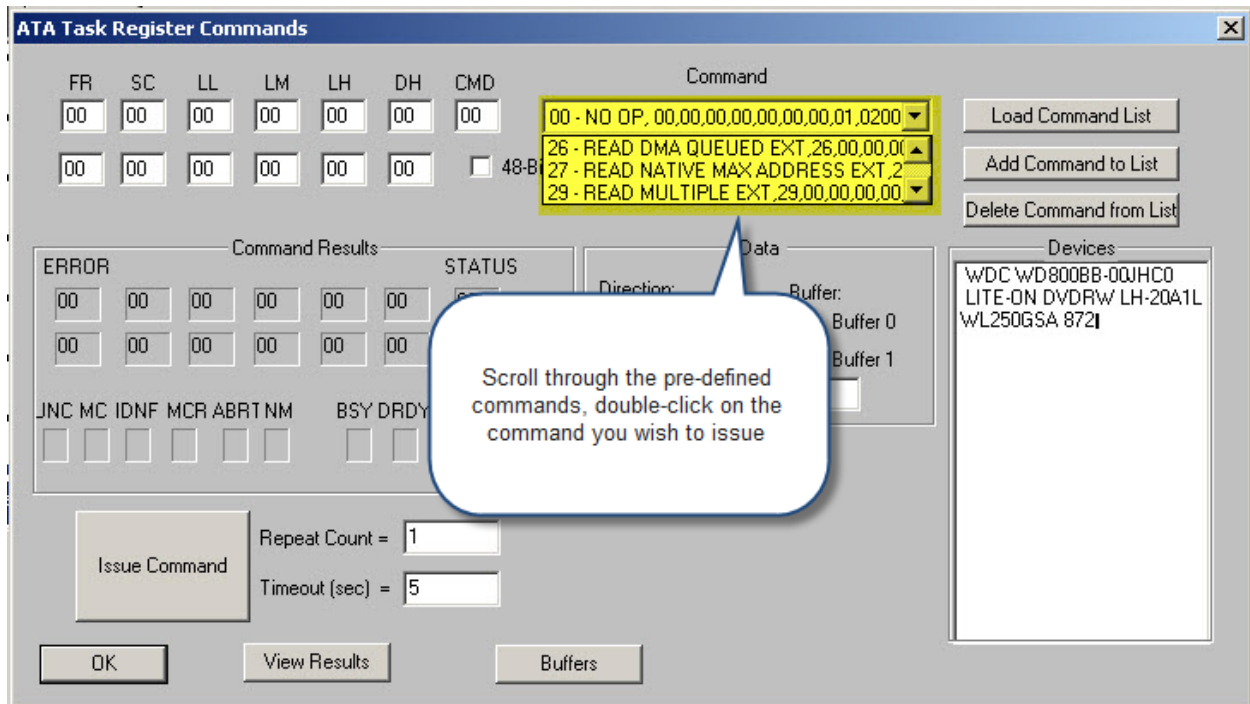 ATA Task Register Commands
FR SC LL LM LH DH CMD
00 00 00 00 00 00 00
00 00 00 00 00 00 48-Bi
Command
00 - NO OP, 00,00,00,00,00,00,00,01,0200
26 - READ DMA QUEUED EXT,26,00,00,0(
27 - READ NATIVE MAX ADDRESS EXT,2
29 - READ MULTIPLE EXT,29,00,00,00,00,
Load Command List
Add Command to List
Delete Command from List
Command Results
ERROR STATUS
00 00 00 00 00 00
00 00 00 00 00 00
UNC MC IDNF MCR ABRT NM BSY DRDY
Data
Direction:
Buffer:
Buffer 0
Buffer 1
Devices
WDC WD800BB-00JHC0
LITE-ON DVDRW LH-20A1L
WL250GSA 872
Scroll through the pre-defined
commands, double-click on the
command you wish to issue
Issue Command
Repeat Count = 1
Timeout (sec) = 5
OK
View Results
Buffers